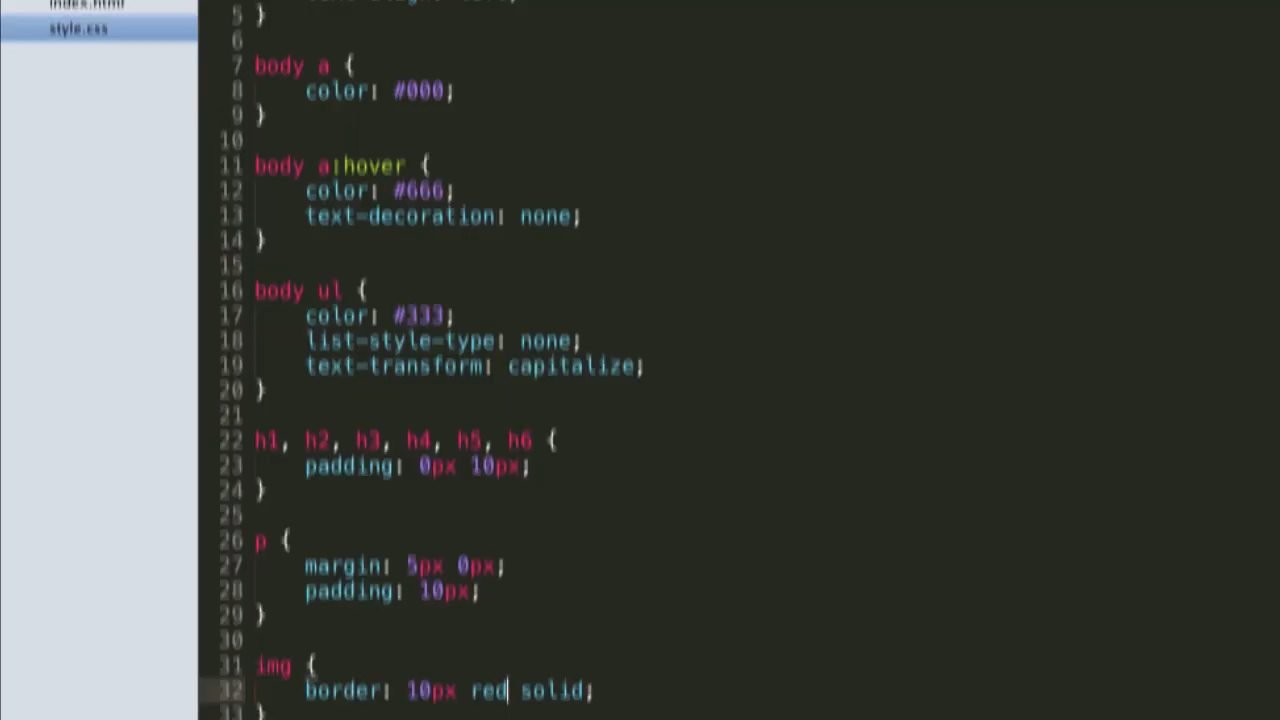 index.html
style.css
5 }
6
7 body a {
8 color: #000;
9 }
10
11 body a:hover {
12 color: #666;
13 text-decoration: none;
14 }
15
16 body ul {
17 color: #333;
18 list-style-type: none;
19 text-transform: capitalize;
20 }
21
22 h1, h2, h3, h4, h5, h6 {
23 padding: 0px 10px;
24 }
25
26 p {
27 margin: 5px 0px;
28 padding: 10px;
29 }
30
31 img {
32 border: 10px red solid;
33 }